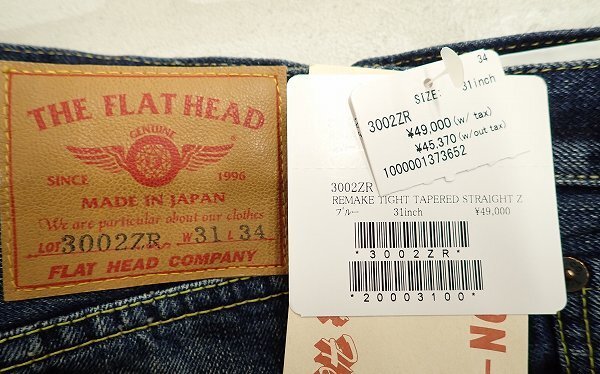 THE FLAT HEAD
GENUINE
SINCE 1996
MADE IN JAPAN
We are particular about our clothes
LOT 3002ZR W 31 L 34
FLAT HEAD COMPANY
34
SIZE: 31inch
3002ZR
¥49,000(w/ tax)
¥45,370(w/out tax)
1000001373652
3002ZR
REMAKE TIGHT TAPERED STRAIGHT Z
ブルー 31inch ¥49,000
*3002ZR*
*20003100*